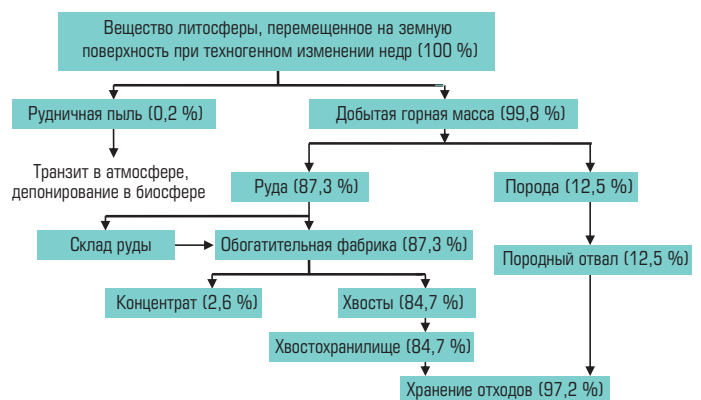 Вещество литосферы, перемещенное на земную
поверхность при техногенном изменении недр (100 %)
Рудничная пыль (0,2 %)
Добытая горная масса (99,8 %)
Транзит в атмосфере,
депонирование в биосфере
Руда (87,3 %)
Порода (12,5 %)
Склад руды
Обогатительная фабрика (87,3 %)
Породный отвал (12,5 %)
Концентрат (2,6 %)
Хвосты (84,7 %)
Хвостохранилище (84,7 %)
Хранение отходов (97,2 %)